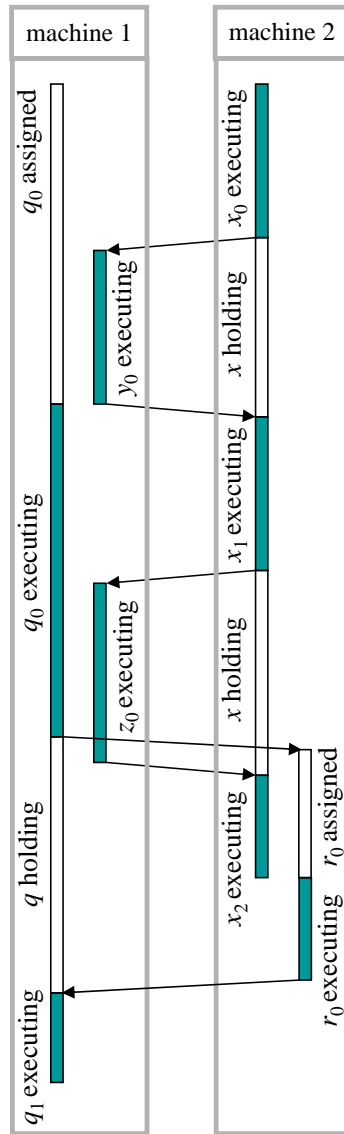 machine 1
machine 2
q0 assigned
y0 executing
q0 executing
z0 executing
q holding
q1 executing
x0 executing
x holding
x1 executing
x holding
x2 executing
r0 assigned
r0 executing